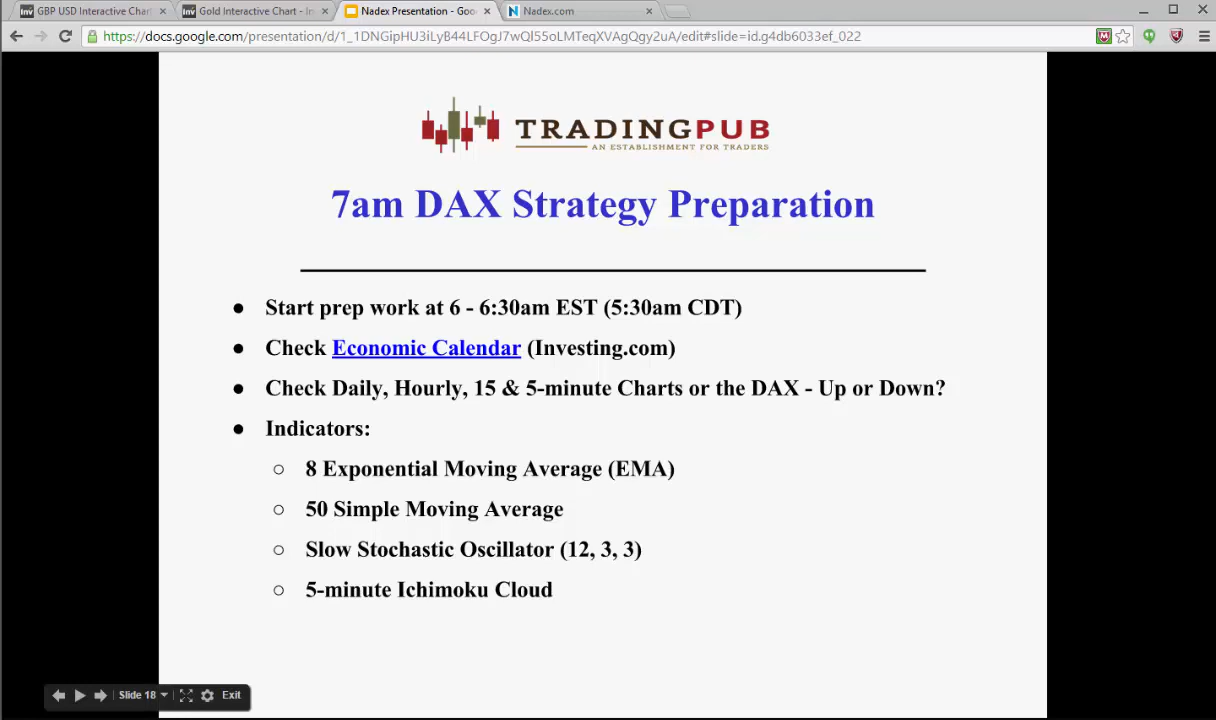 GBP USD Interactive Chart
Gold Interactive Chart - In
Nadex Presentation - Goo
Nadex.com
https://docs.google.com/presentation/d/1_1DNGipHU3iLyB44LFOgJ7wQl55oLMTeqXVAgQgy2uA/edit#slide=id.g4db6033ef_022
TRADINGPUB
AN ESTABLISHMENT FOR TRADERS
7am DAX Strategy Preparation
● Start prep work at 6 - 6:30am EST (5:30am CDT)
● Check Economic Calendar (Investing.com)
● Check Daily, Hourly, 15 & 5-minute Charts or the DAX - Up or Down?
● Indicators:
○ 8 Exponential Moving Average (EMA)
○ 50 Simple Moving Average
○ Slow Stochastic Oscillator (12, 3, 3)
○ 5-minute Ichimoku Cloud
Slide 18 Exit